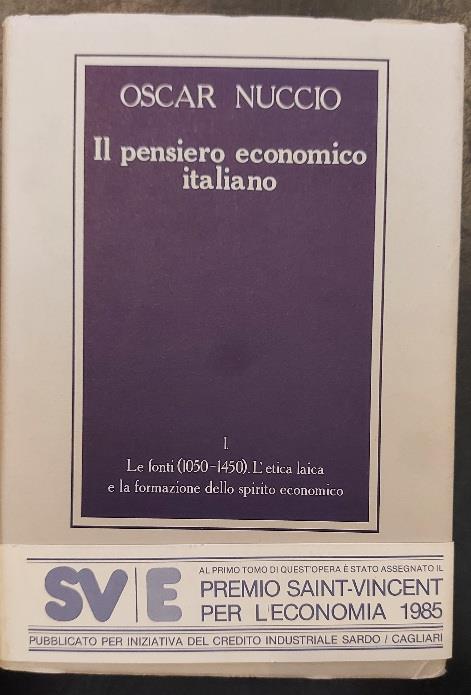 OSCAR NUCCIO
Il pensiero economico
italiano
1.
Le fonti (1050-1450). L'etica laica
e la formazione dello spirito economico
SV|E
AL PRIMO TOMO DI QUEST'OPERA È STATO ASSEGNATO IL
PREMIO SAINT-VINCENT
PER L'ECONOMIA 1985
PUBBLICATO PER INIZIATIVA DEL CREDITO INDUSTRIALE SARDO / CAGLIARI